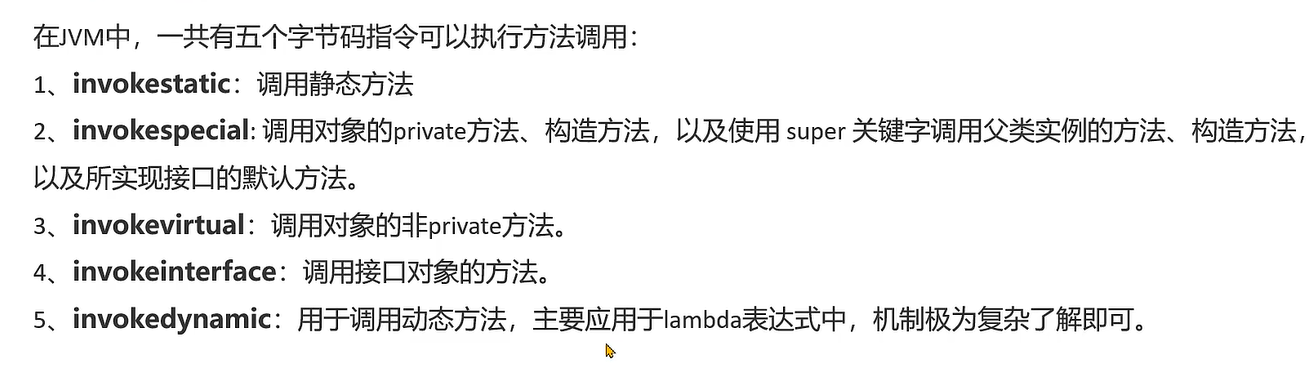 在JVM中，一共有五个字节码指令可以执行方法调用：
1、invokestatic：调用静态方法
2、invokespecial: 调用对象的private方法、构造方法，以及使用 super 关键字调用父类实例的方法、构造方法，
以及所实现接口的默认方法。
3、invokevirtual：调用对象的非private方法。
4、invokeinterface：调用接口对象的方法。
5、invokedynamic：用于调用动态方法，主要应用于lambda表达式中，机制极为复杂了解即可。